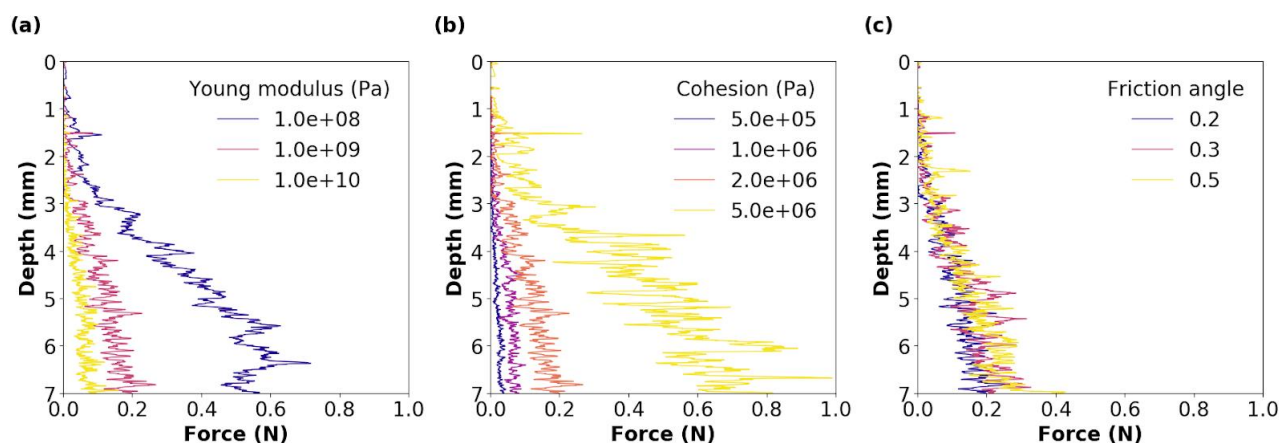 (a)
Young modulus (Pa)
1.0e+08
1.0e+09
1.0e+10
0
1
2
3
4
5
6
7
Depth (mm)
0.0
0.2
0.4
0.6
0.8
1.0
Force (N)
(b)
Cohesion (Pa)
5.0e+05
1.0e+06
2.0e+06
5.0e+06
0
1
2
3
4
5
6
7
Depth (mm)
0.0
0.2
0.4
0.6
0.8
1.0
Force (N)
(c)
Friction angle
0.2
0.3
0.5
0
1
2
3
4
5
6
7
Depth (mm)
0.0
0.2
0.4
0.6
0.8
1.0
Force (N)